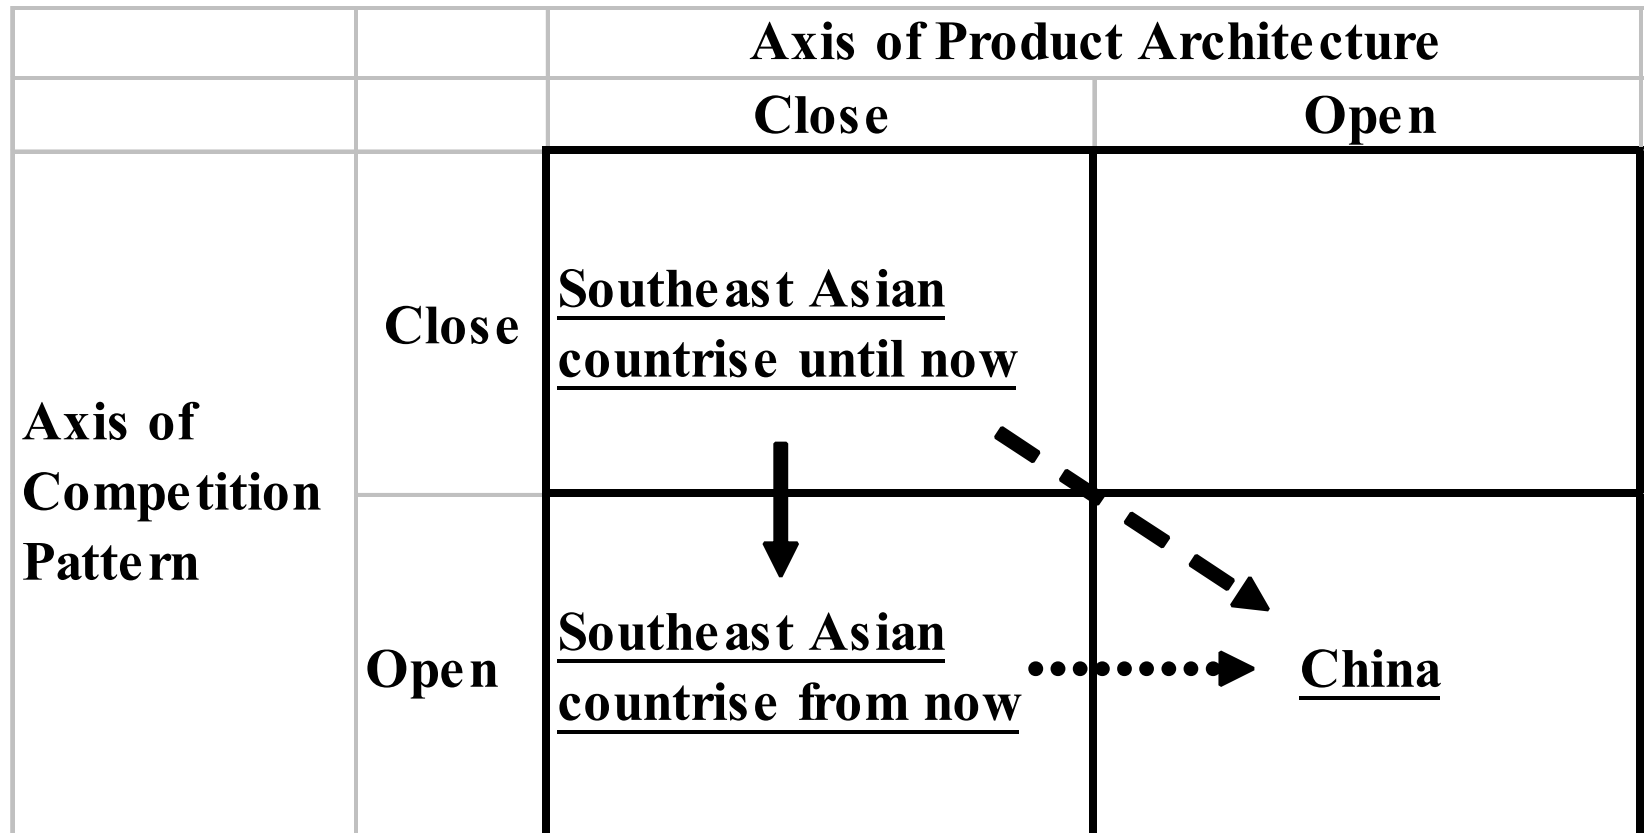 Axis of Product Architecture
Close
Open
Close
Southeast Asian
countrise until now
Axis of
Competition
Pattern
Open
Southeast Asian
countrise from now
China